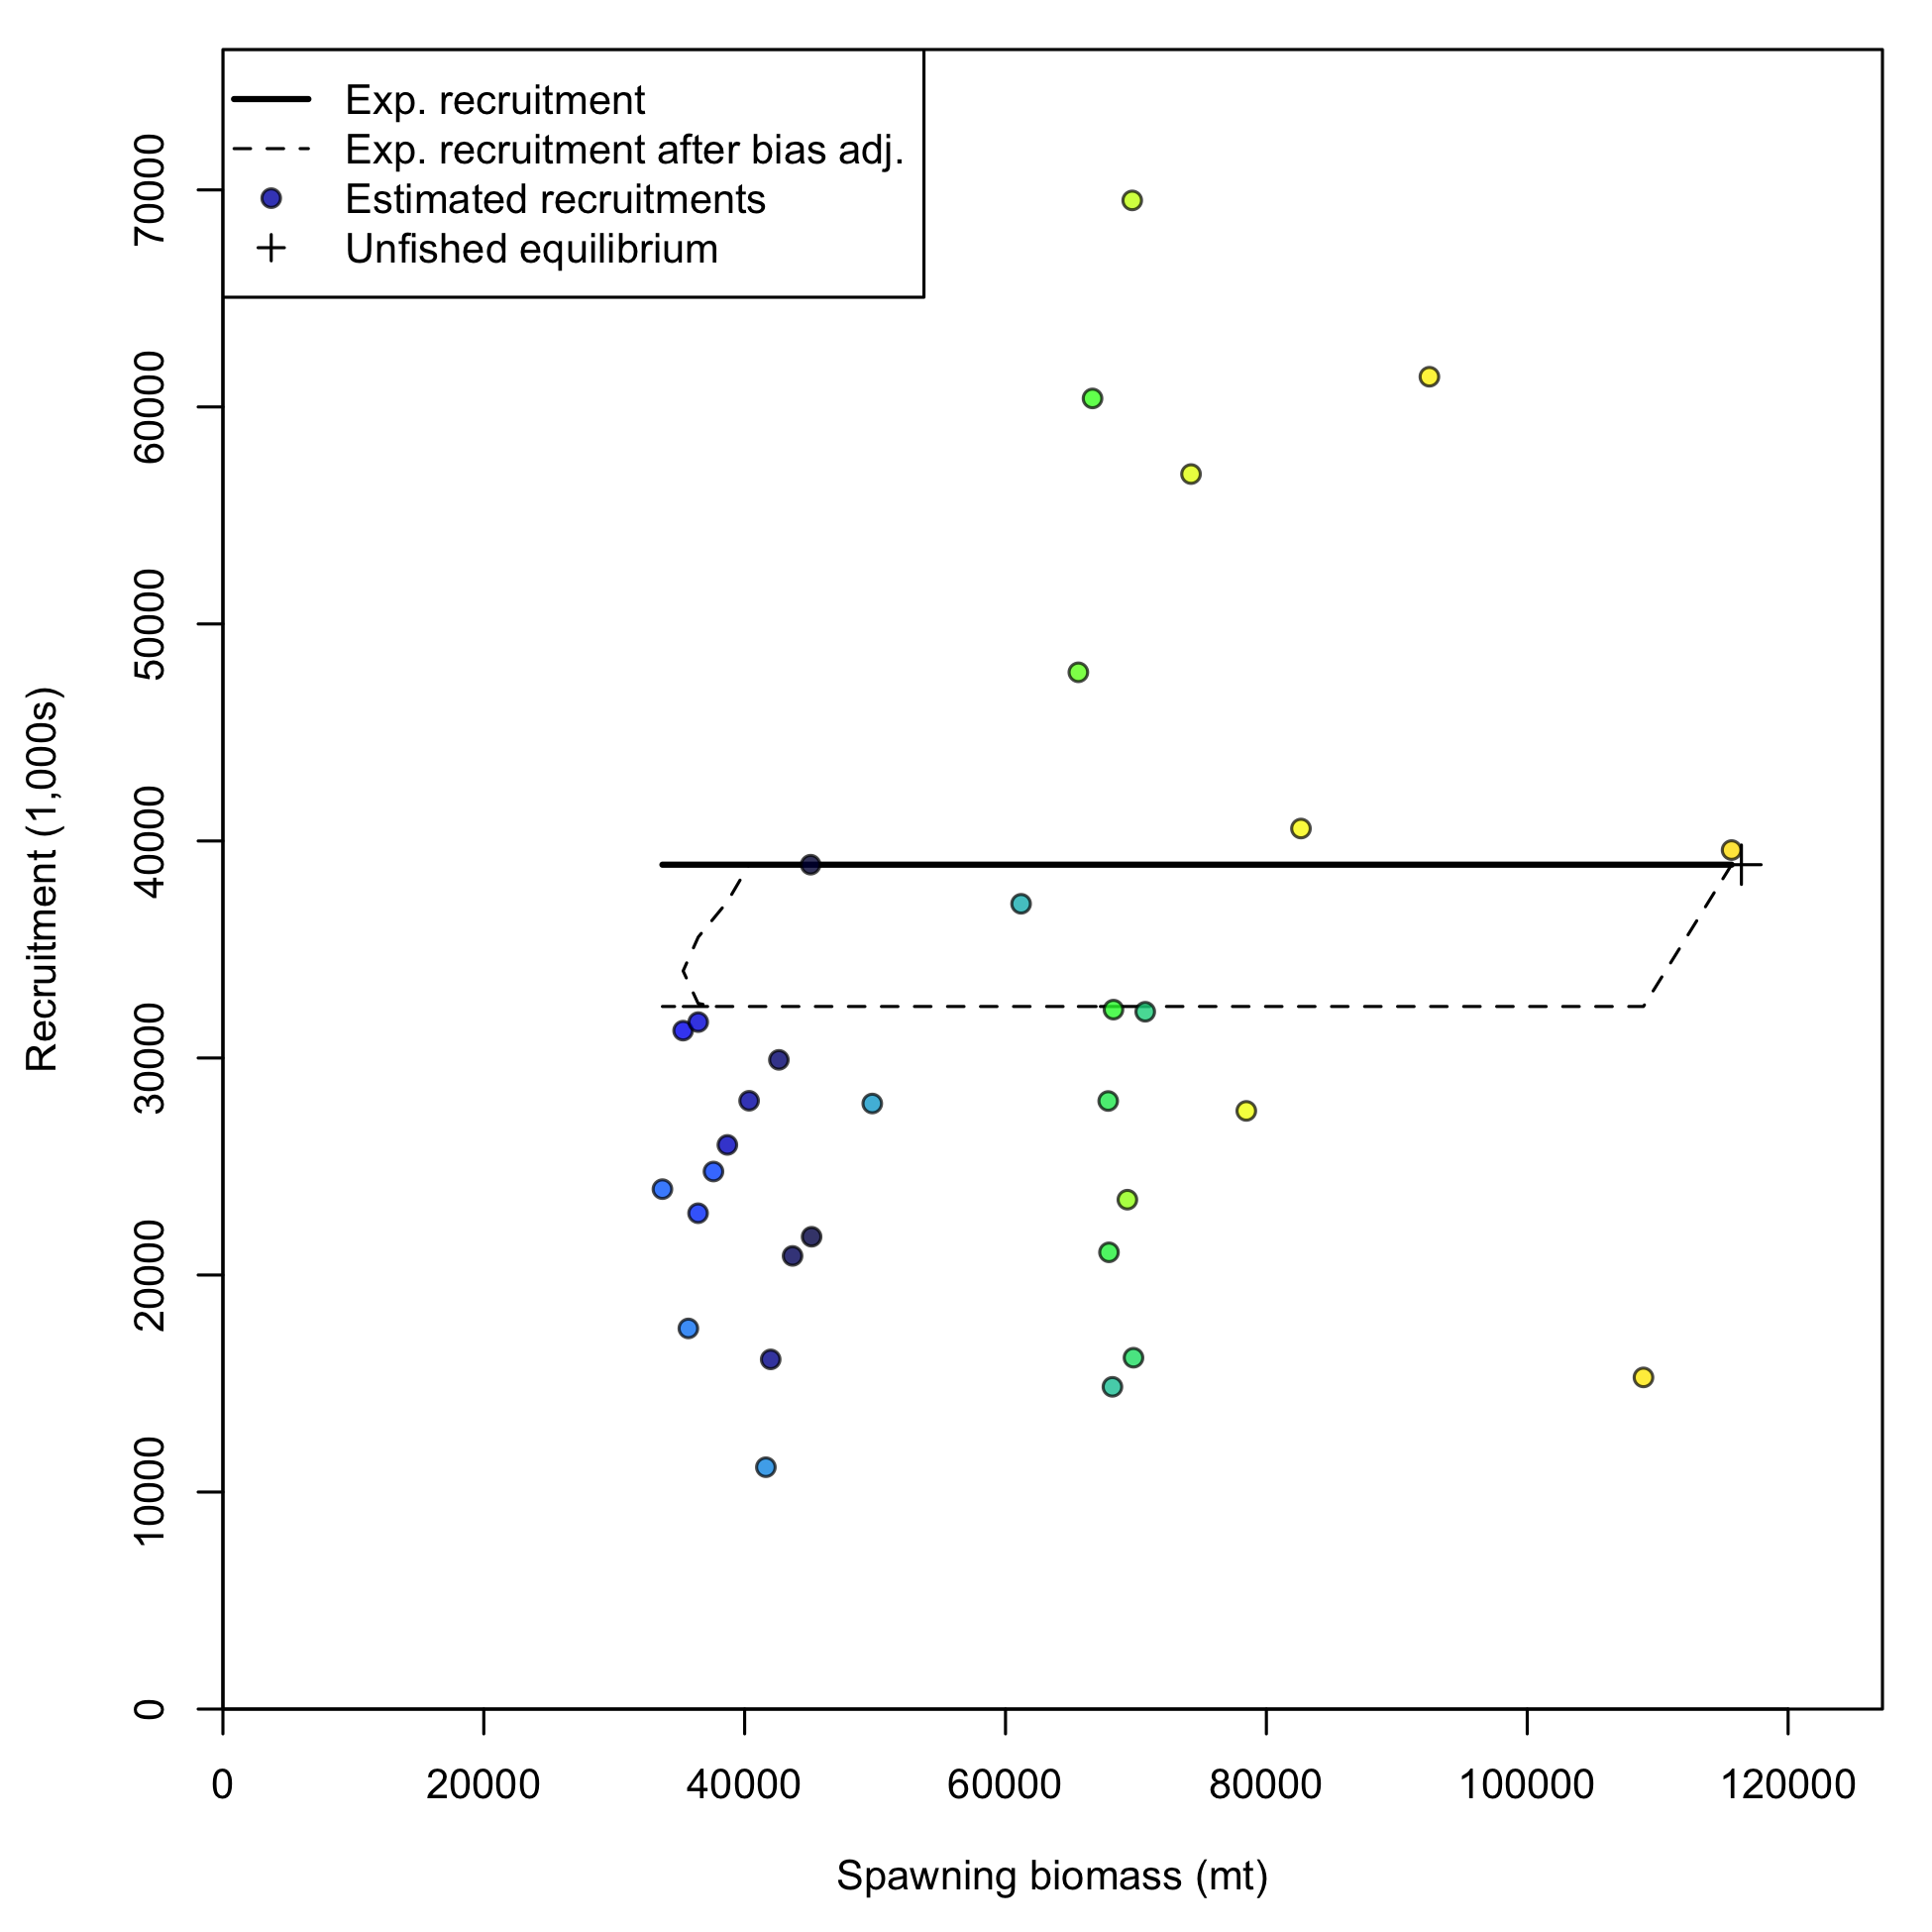 Exp. recruitment
Exp. recruitment after bias adj.
Estimated recruitments
Unfished equilibrium
Recruitment (1,000s)
70000
60000
50000
40000
30000
20000
10000
0
0 20000 40000 60000 80000 100000 120000
Spawning biomass (mt)